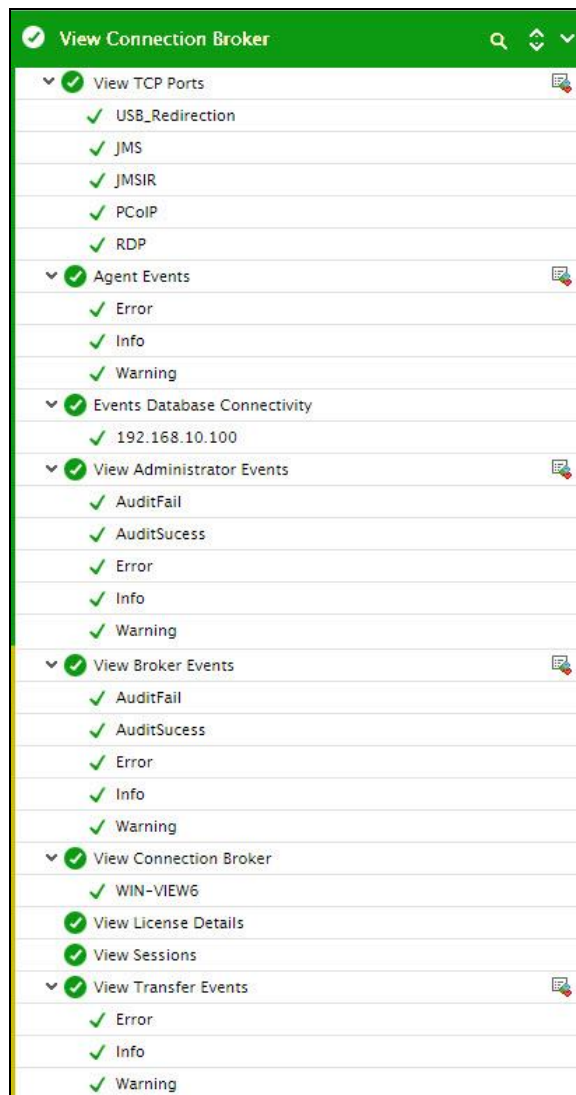 View Connection Broker
View TCP Ports
USB_Redirection
JMS
JMSIR
PCoIP
RDP
Agent Events
Error
Info
Warning
Events Database Connectivity
192.168.10.100
View Administrator Events
AuditFail
AuditSucess
Error
Info
Warning
View Broker Events
AuditFail
AuditSucess
Error
Info
Warning
View Connection Broker
WIN-VIEW6
View License Details
View Sessions
View Transfer Events
Error
Info
Warning